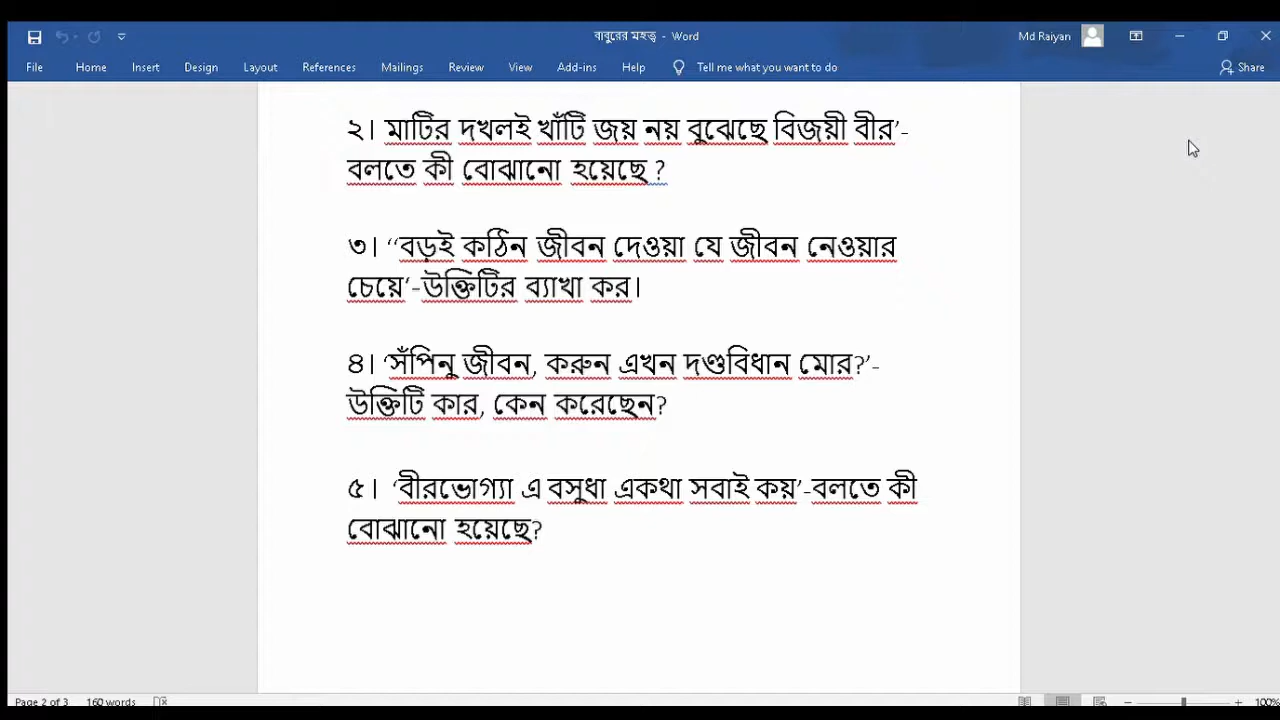 বাবুরের মহত্ত্ব - Word
Md Raiyan
File Home Insert Design Layout References Mailings Review View Add-ins Help Tell me what you want to do Share
২। মাটির দখলই খাঁটি জয় নয় বুঝেছে বিজয়ী বীর’-
বলতে কী বোঝানো হয়েছে ?
৩। ‘‘বড়ই কঠিন জীবন দেওয়া যে জীবন নেওয়ার
চেয়ে‘-উক্তিটির ব্যাখা কর।
৪। ‘সঁপিনু জীবন, করুন এখন দণ্ডবিধান মোর?’-
উক্তিটি কার, কেন করেছেন?
৫। ‘বীরভোগ্যা এ বসুধা একথা সবাই কয়’-বলতে কী
বোঝানো হয়েছে?
Page 2 of 3 160 words 100%